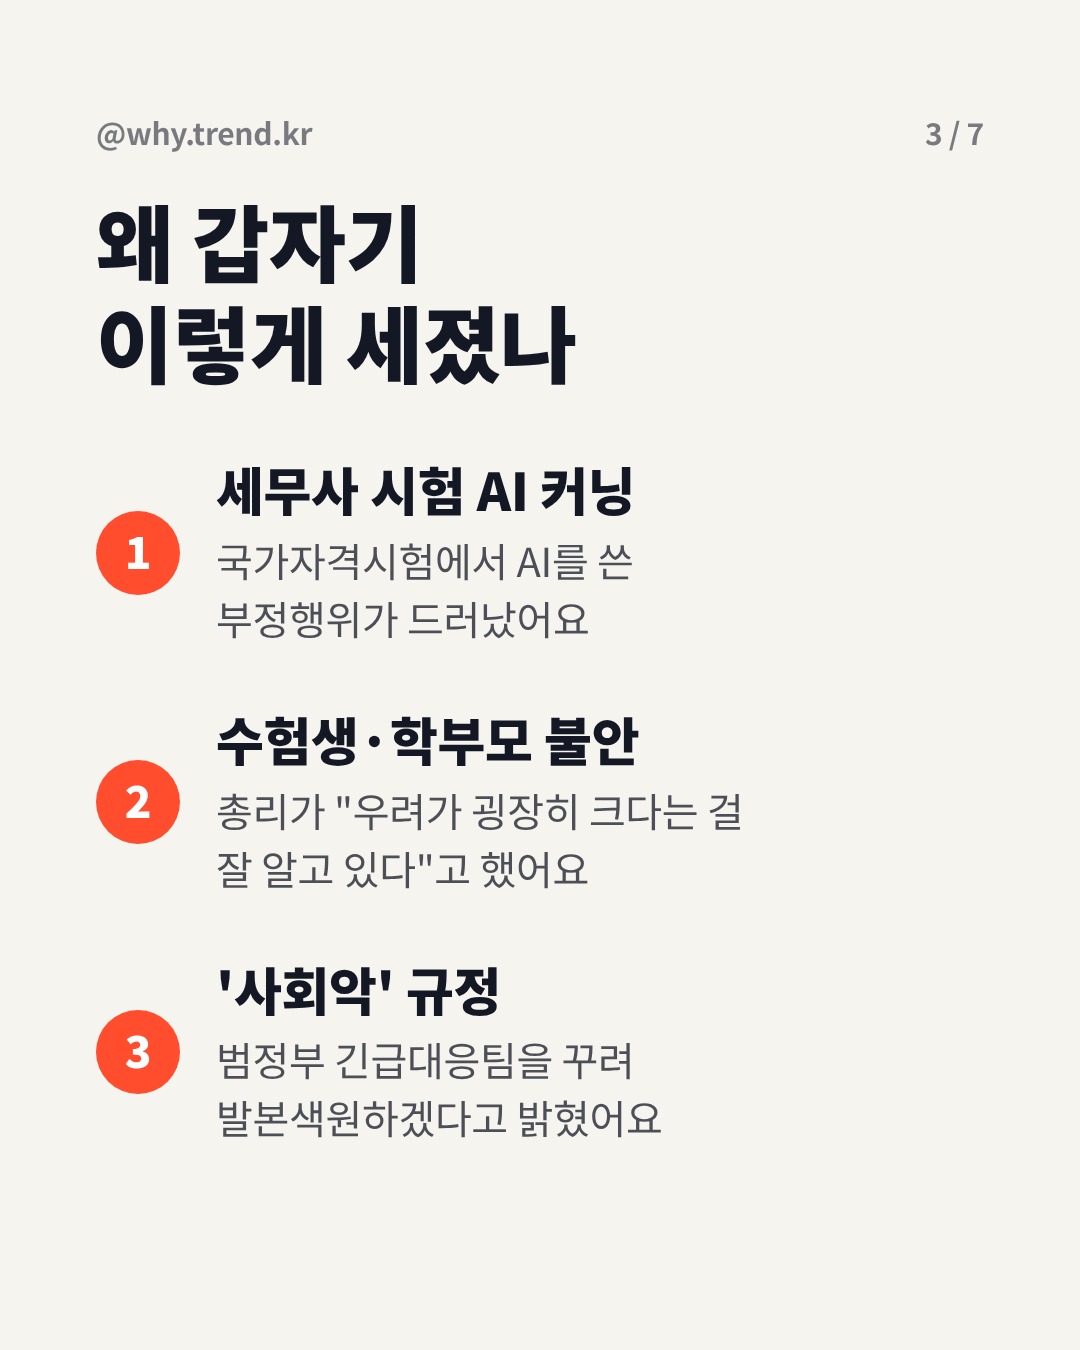 @why.trend.kr
3 / 7
왜 갑자기
이렇게 세졌나
1
세무사 시험 AI 커닝
국가자격시험에서 AI를 쓴
부정행위가 드러났어요
2
수험생·학부모 불안
총리가 "우려가 굉장히 크다는 걸
잘 알고 있다"고 했어요
3
'사회악' 규정
범정부 긴급대응팀을 꾸려
발본색원하겠다고 밝혔어요